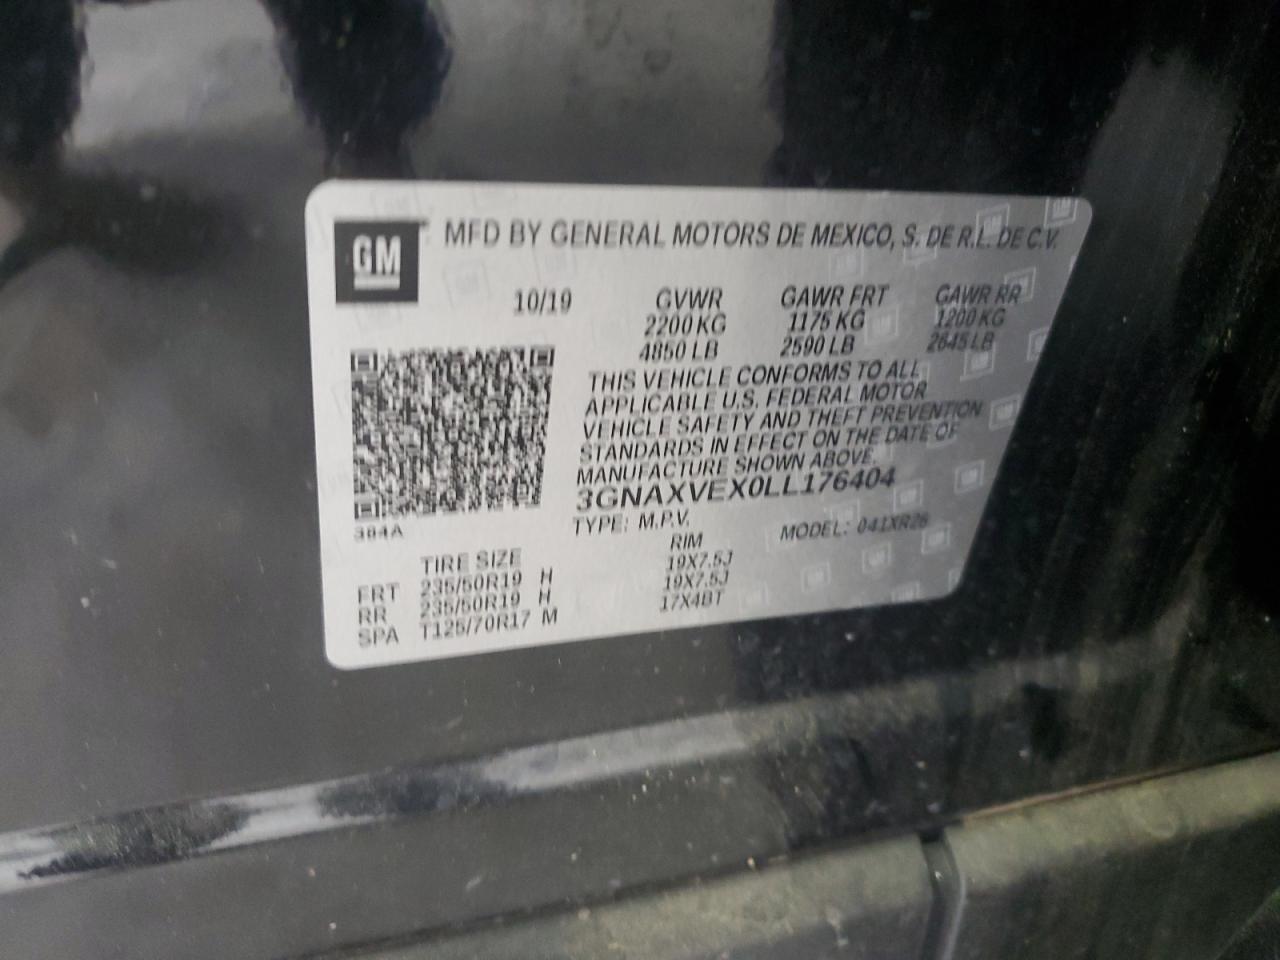 GM
MFD BY GENERAL MOTORS DE MEXICO, S. DE R.L. DE C.V.
10/19 GVWR GAWR FRT GAWR RR
2200 KG 1175 KG 1200 KG
4850 LB 2590 LB 2645 LB
THIS VEHICLE CONFORMS TO ALL
APPLICABLE U.S. FEDERAL MOTOR
VEHICLE SAFETY AND THEFT PREVENTION
STANDARDS IN EFFECT ON THE DATE OF
MANUFACTURE SHOWN ABOVE.
3GNAXVEX0LL176404
384A
TYPE: M.P.V. MODEL: 041XR26
TIRE SIZE RIM
FRT 235/50R19 H 19X7.5J
RR 235/50R19 H 19X7.5J
SPA T125/70R17 M 17X4BT